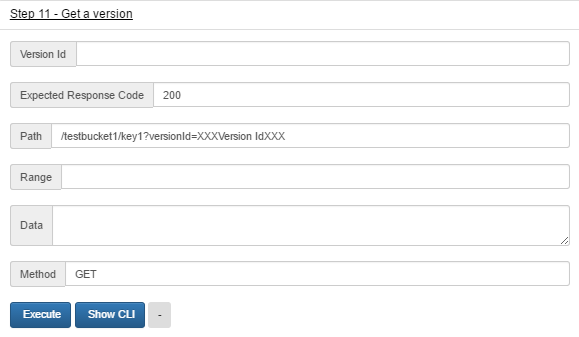 Step 11 - Get a version
Version Id
Expected Response Code 200
Path /testbucket1/key1?versionId=XXXVersion IdXXX
Range
Data
Method GET
Execute Show CLI -